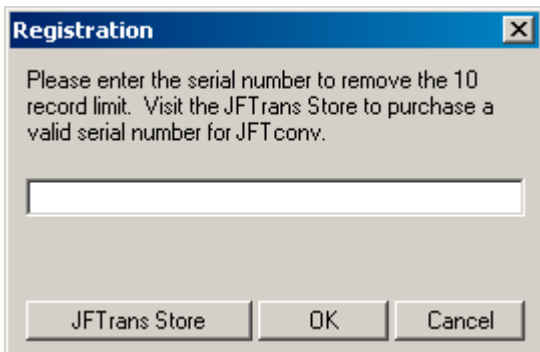 Registration
Please enter the serial number to remove the 10
record limit.  Visit the JFTrans Store to purchase a
valid serial number for JFTconv.
JFTrans Store OK Cancel